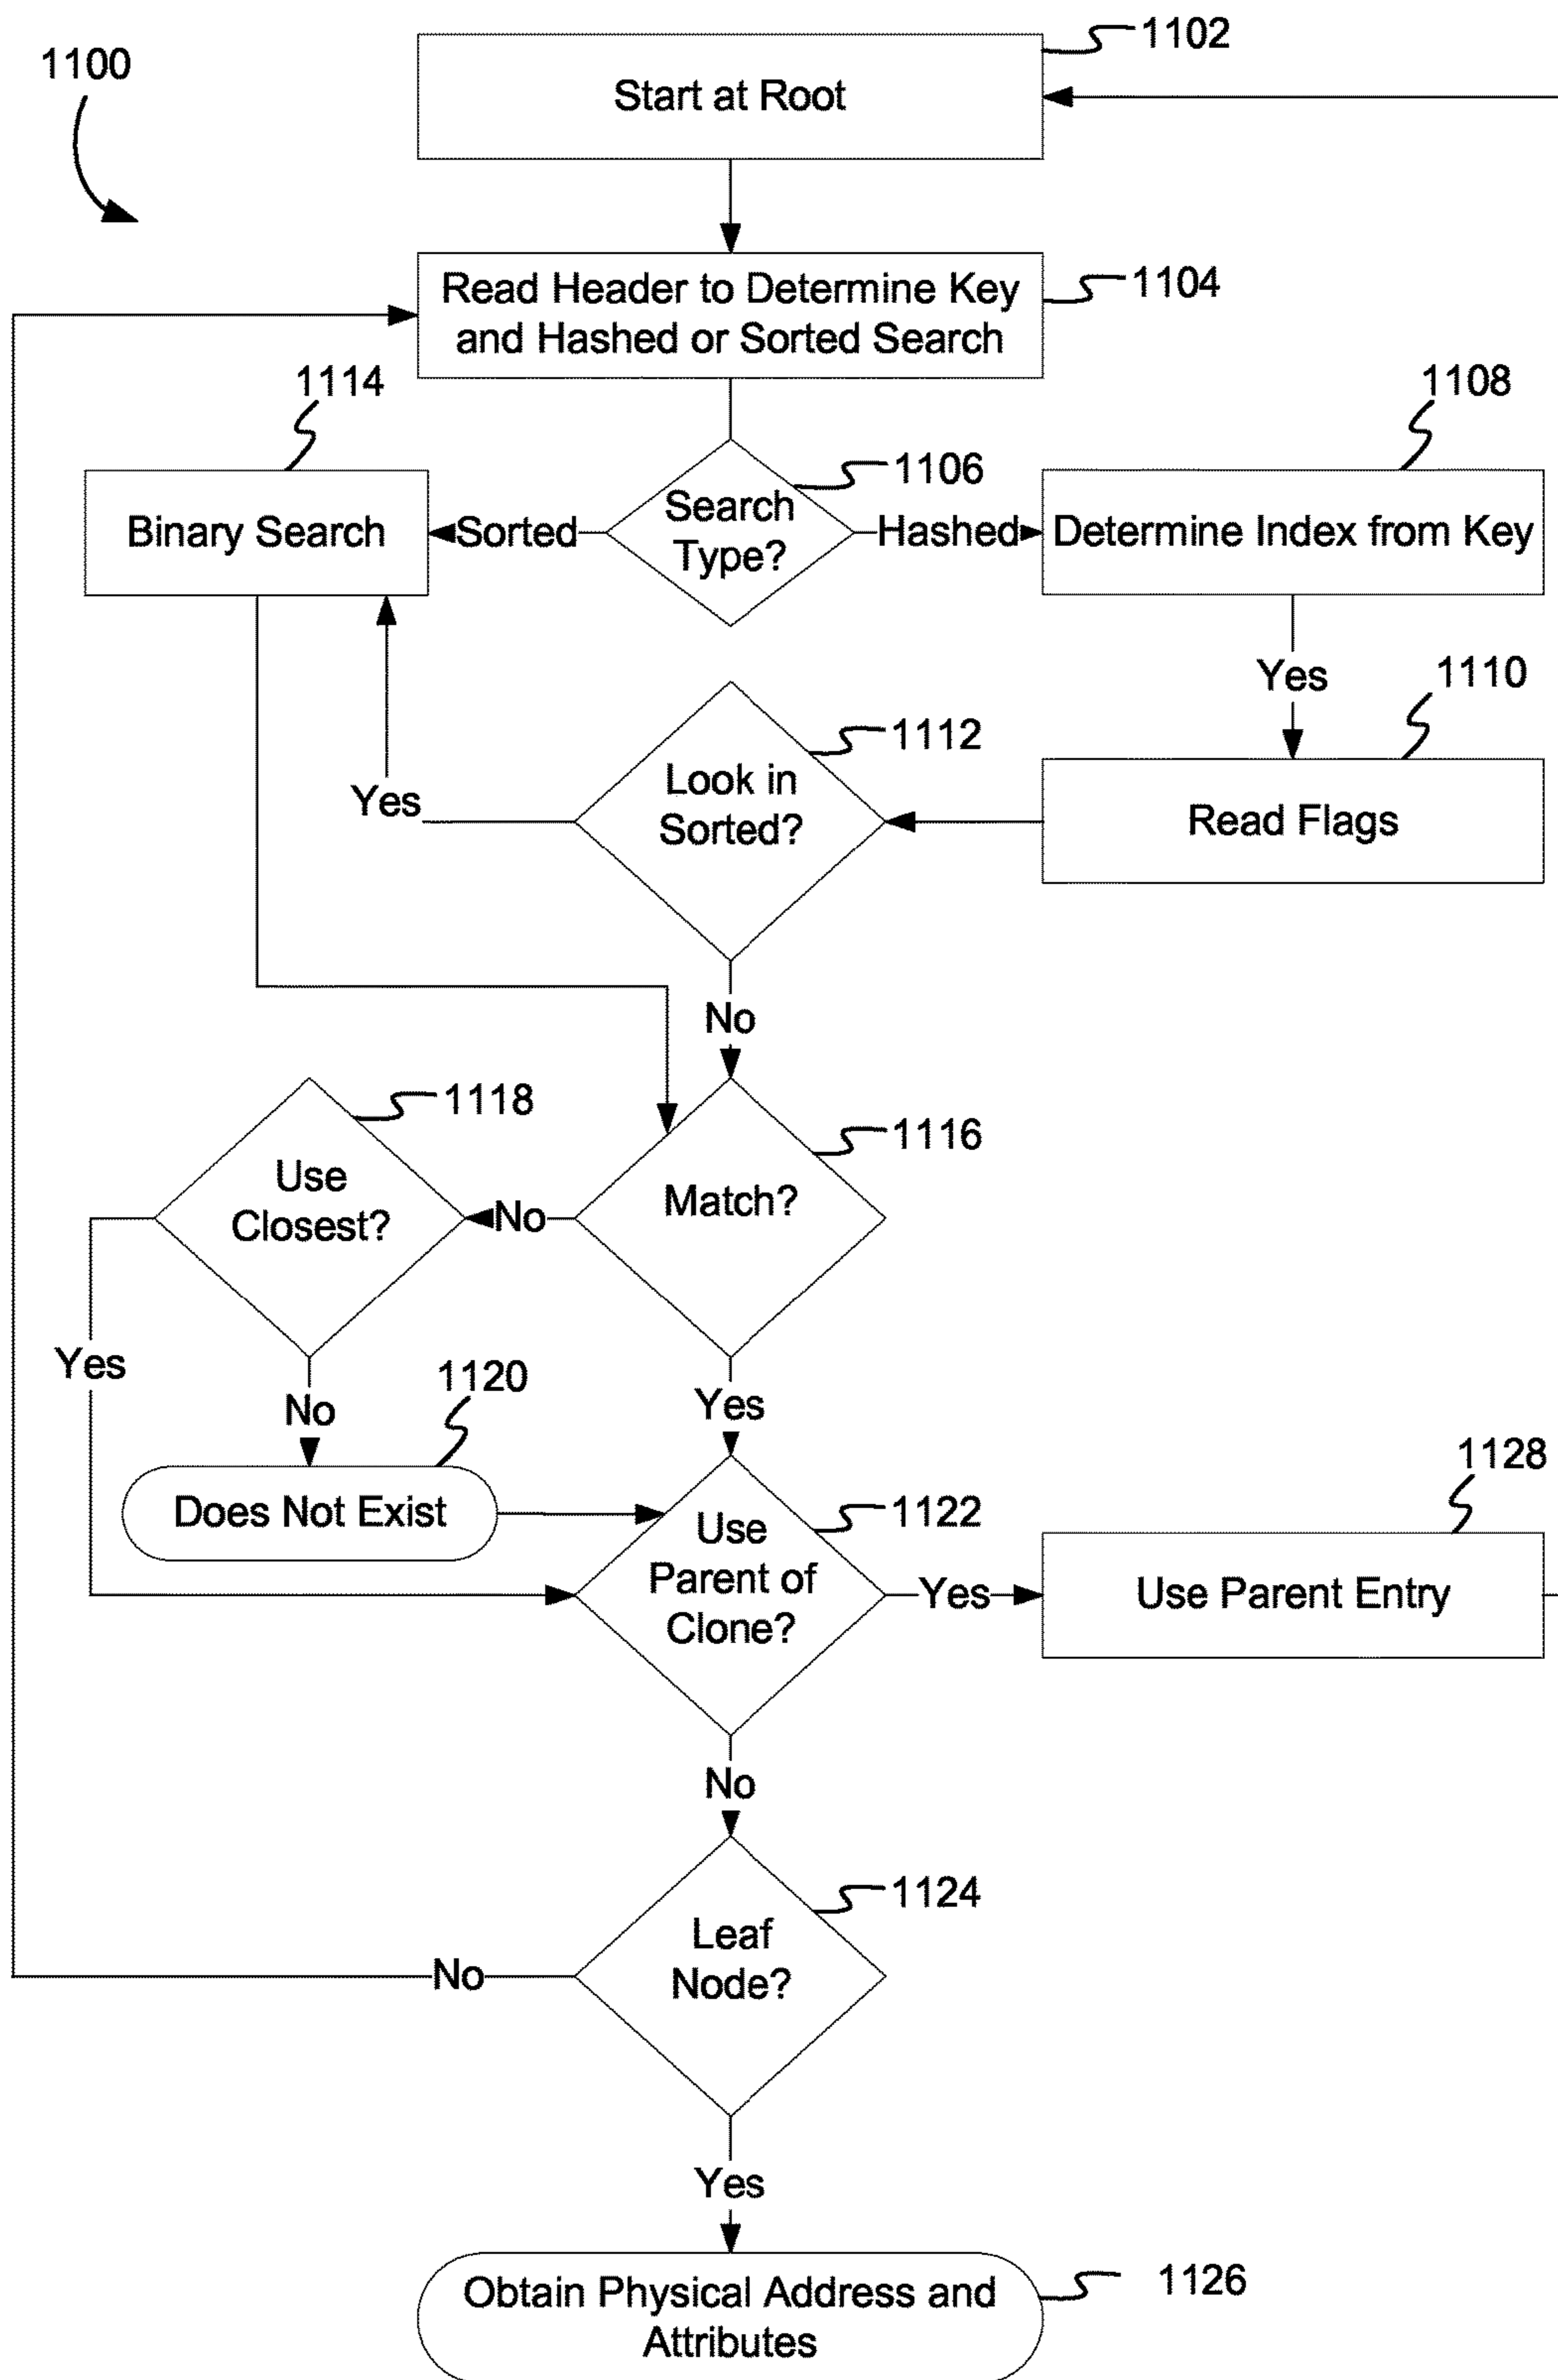 1100
1102
Start at Root
1104
Read Header to Determine Key
and Hashed or Sorted Search
1114
1106
1108
Binary Search
Sorted
Search
Type?
Hashed
Determine Index from Key
Yes
1110
1112
Look in
Sorted?
Yes
Read Flags
No
1118
1116
Use
Closest?
No
Match?
Yes
No
1120
Yes
Does Not Exist
1122
Use
Parent of
Clone?
Yes
1128
Use Parent Entry
No
1124
Leaf
Node?
No
Yes
1126
Obtain Physical Address and
Attributes